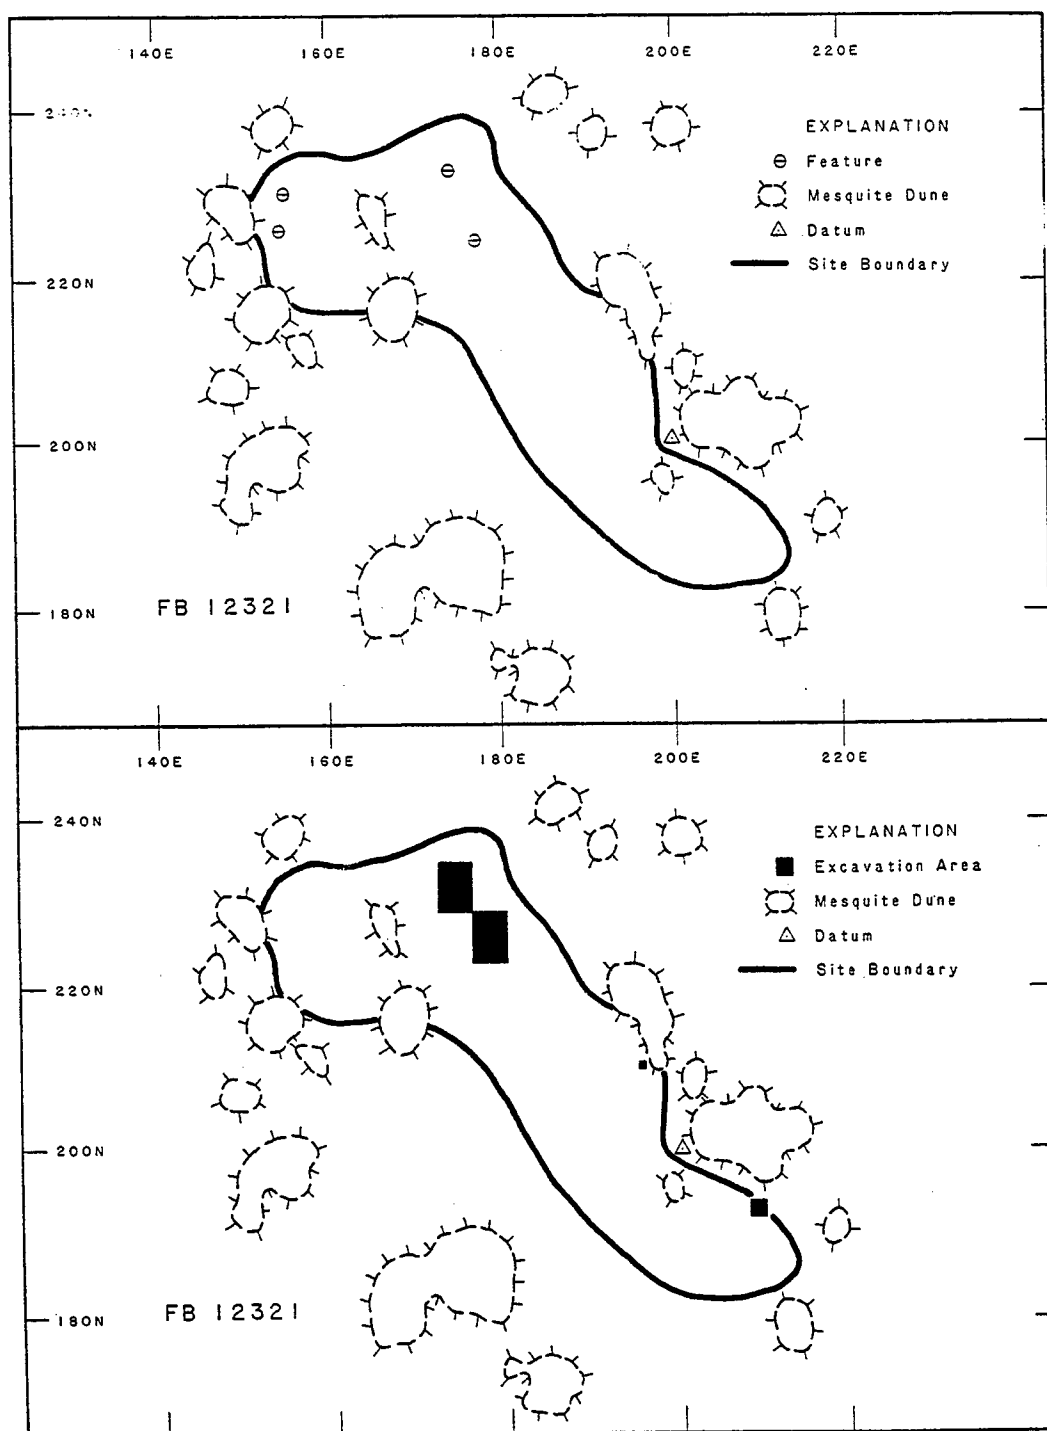 140E 160E 180E 200E 220E
240N
EXPLANATION
Feature
Mesquite Dune
Datum
Site Boundary
220N
200N
180N
FB 12321
140E 160E 180E 200E 220E
240N
EXPLANATION
Excavation Area
Mesquite Dune
Datum
Site Boundary
220N
200N
180N
FB 12321